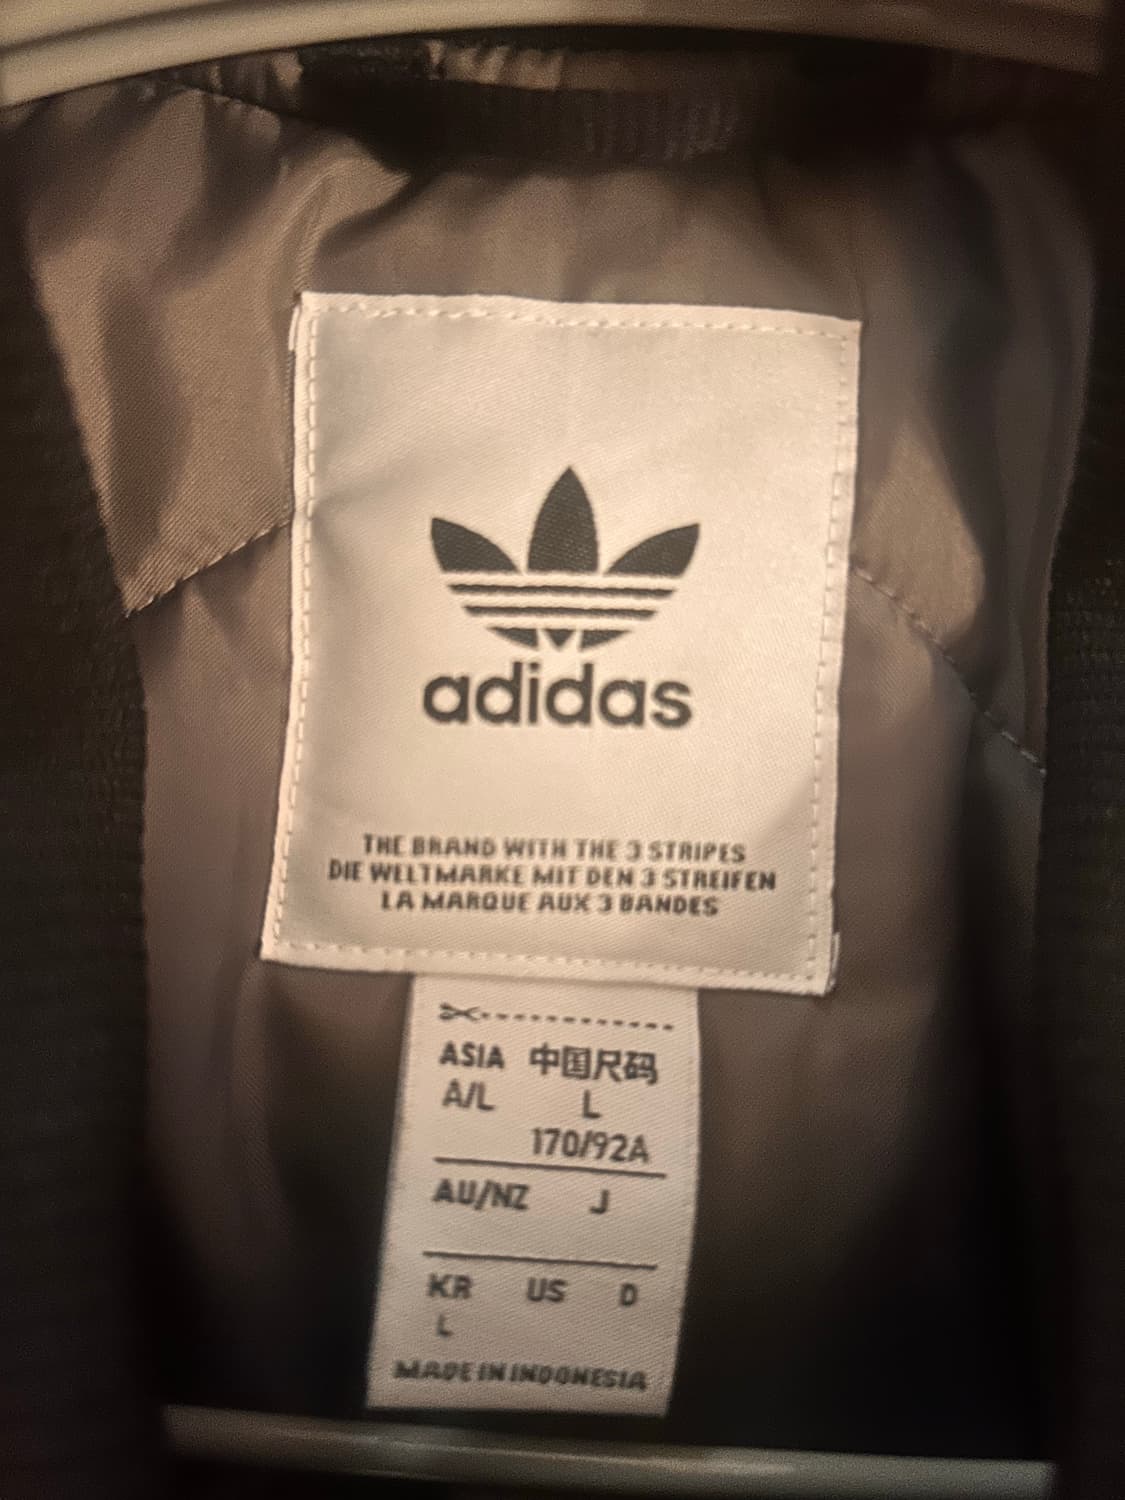 adidas
THE BRAND WITH THE 3 STRIPES
DIE WELTMARKE MIT DEN 3 STREIFEN
LA MARQUE AUX 3 BANDES
ASIA 中国尺码
A/L L
170/92A
AU/NZ J
KR US D
L
MADE IN INDONESIA